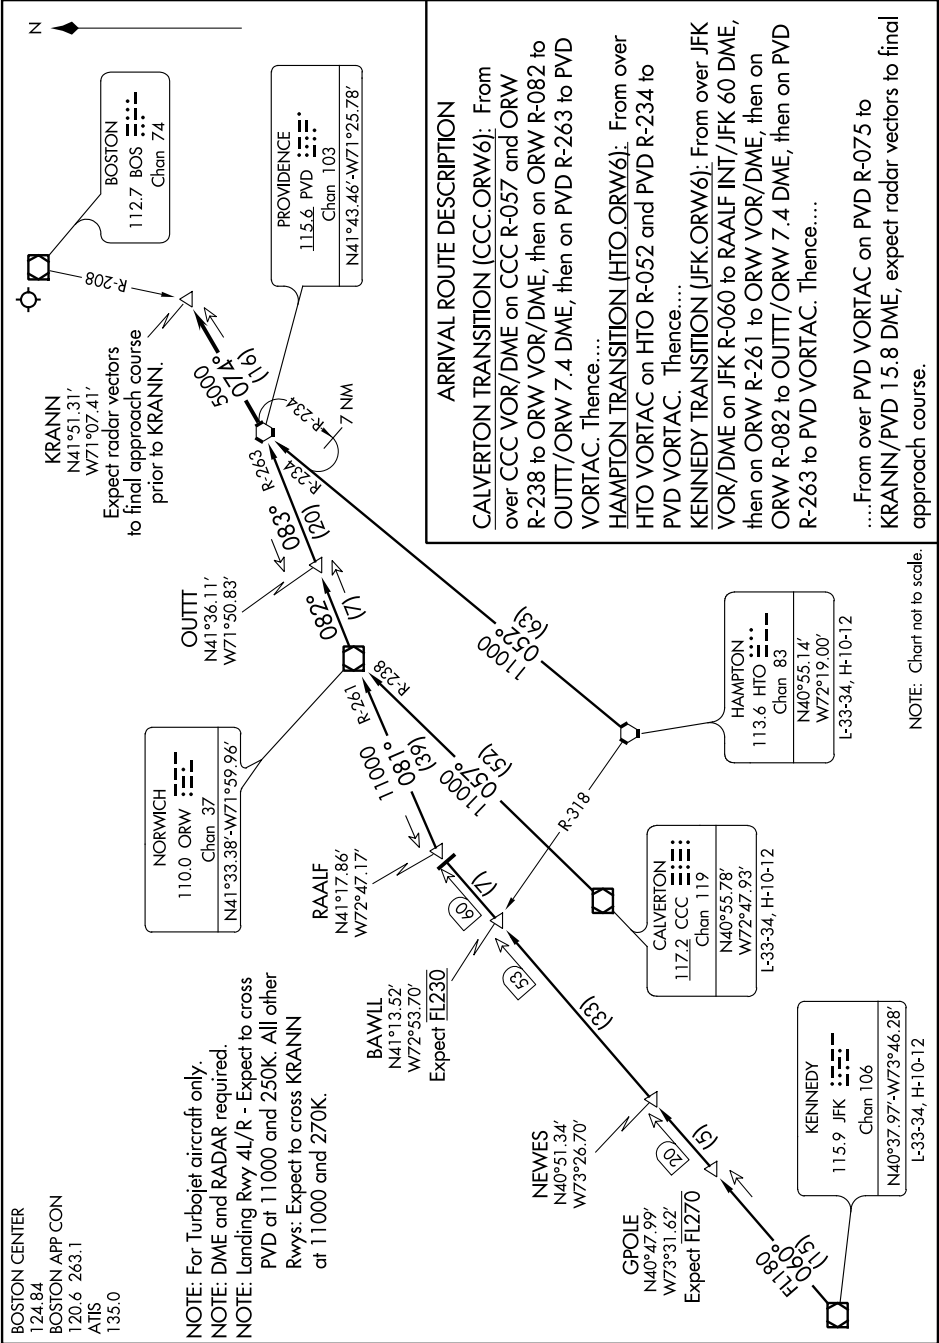 BOSTON CENTER
124.84
BOSTON APP CON
120.6 263.1
ATIS
135.0
NOTE: For Turbojet aircraft only.
NOTE: DME and RADAR required.
NOTE: Landing Rwy 4L/R - Expect to cross
PVD at 11000 and 250K. All other
Rwys: Expect to cross KRANN
at 11000 and 270K.
N
BOSTON
112.7 BOS
Chan 74
R-208
KRANN
N41°51.31'
W71°07.41'
Expect radar vectors
to final approach course
prior to KRANN.
5000
074°
(16)
PROVIDENCE
115.6 PVD
Chan 103
N41°43.46'-W71°25.78'
R-234
7 NM
R-263
R-234
083°
(20)
OUTTT
N41°36.11'
W71°50.83'
082°
(7)
NORWICH
110.0 ORW
Chan 37
N41°33.38'-W71°59.96'
R-261
R-238
11000
081°
(39)
11000
057°
(52)
11000
052°
(63)
RAALF
N41°17.86'
W72°47.17'
60
(7)
BAWLL
N41°13.52'
W72°53.70'
Expect FL230
53
R-318
(33)
HAMPTON
113.6 HTO
Chan 83
N40°55.14'
W72°19.00'
L-33-34, H-10-12
CALVERTON
117.2 CCC
Chan 119
N40°55.78'
W72°47.93'
L-33-34, H-10-12
NEWES
N40°51.34'
W73°26.70'
20
(5)
GPOLE
N40°47.99'
W73°31.62'
Expect FL270
FL180
060°
(15)
KENNEDY
115.9 JFK
Chan 106
N40°37.97'-W73°46.28'
L-33-34, H-10-12
NOTE: Chart not to scale.
ARRIVAL ROUTE DESCRIPTION
CALVERTON TRANSITION (CCC.ORW6): From
over CCC VOR/DME on CCC R-057 and ORW
R-238 to ORW VOR/DME, then on ORW R-082 to
OUTTT/ORW 7.4 DME, then on PVD R-263 to PVD
VORTAC. Thence....
HAMPTON TRANSITION (HTO.ORW6): From over
HTO VORTAC on HTO R-052 and PVD R-234 to
PVD VORTAC. Thence....
KENNEDY TRANSITION (JFK.ORW6): From over JFK
VOR/DME on JFK R-060 to RAALF INT/JFK 60 DME,
then on ORW R-261 to ORW VOR/DME, then on
ORW R-082 to OUTTT/ORW 7.4 DME, then on PVD
R-263 to PVD VORTAC. Thence....
....From over PVD VORTAC on PVD R-075 to
KRANN/PVD 15.8 DME, expect radar vectors to final
approach course.